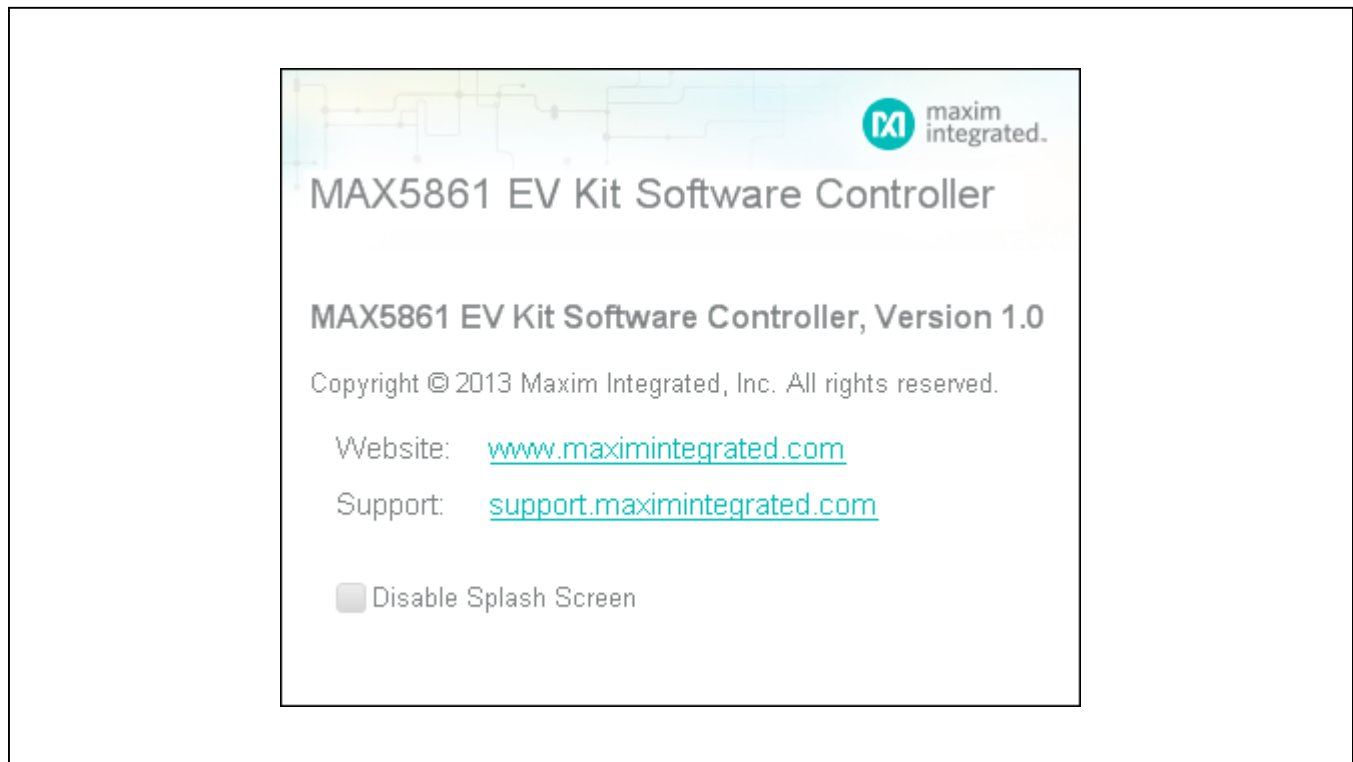 maxim
integrated™
MAX5861 EV Kit Software Controller
MAX5861 EV Kit Software Controller, Version 1.0
Copyright © 2013 Maxim Integrated, Inc. All rights reserved.
Website: www.maximintegrated.com
Support: support.maximintegrated.com
Disable Splash Screen